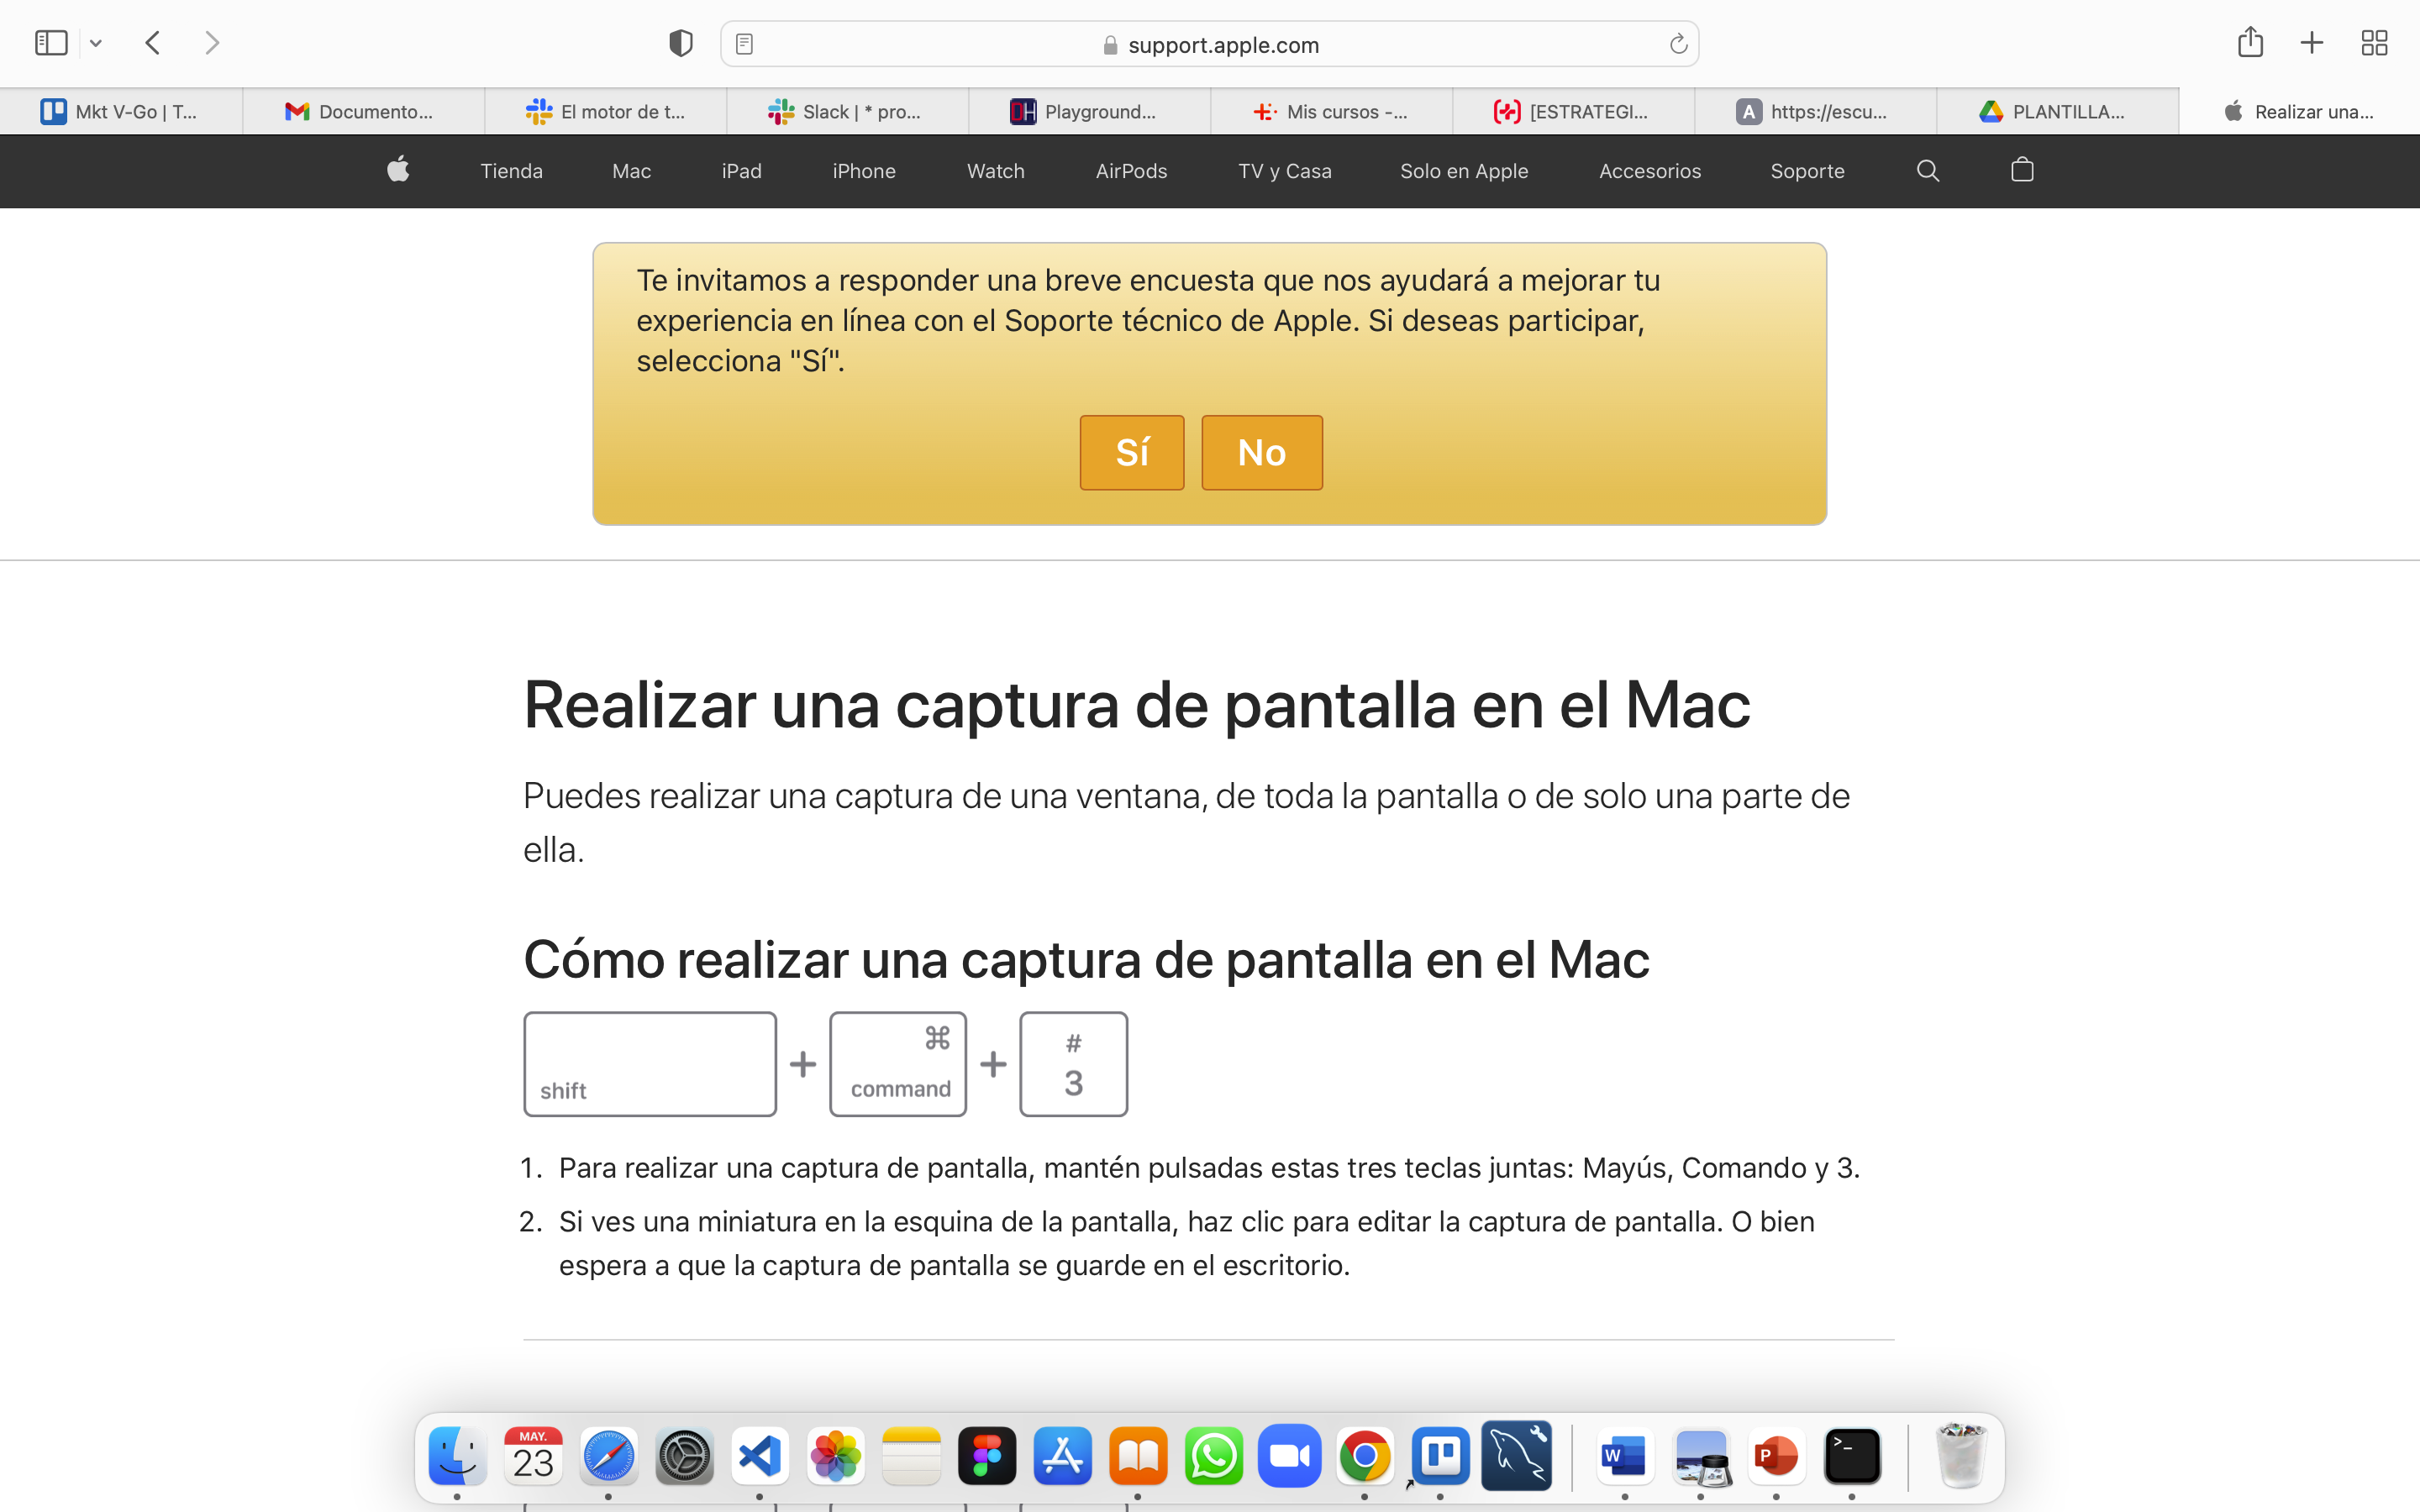 support.apple.com
Mkt V-Go | T...
Documento...
El motor de t...
Slack | * pro...
Playground...
Mis cursos -...
[ESTRATEGI...
A https://escu...
PLANTILLA...
Realizar una...
Tienda
Mac
iPad
iPhone
Watch
AirPods
TV y Casa
Solo en Apple
Accesorios
Soporte
Te invitamos a responder una breve encuesta que nos ayudará a mejorar tu
experiencia en línea con el Soporte técnico de Apple. Si deseas participar,
selecciona "Sí".
Sí
No
Realizar una captura de pantalla en el Mac
Puedes realizar una captura de una ventana, de toda la pantalla o de solo una parte de
ella.
Cómo realizar una captura de pantalla en el Mac
shift + ⌘ command + # 3
1. Para realizar una captura de pantalla, mantén pulsadas estas tres teclas juntas: Mayús, Comando y 3.
2. Si ves una miniatura en la esquina de la pantalla, haz clic para editar la captura de pantalla. O bien
espera a que la captura de pantalla se guarde en el escritorio.
MAY.
23
W
P
>_